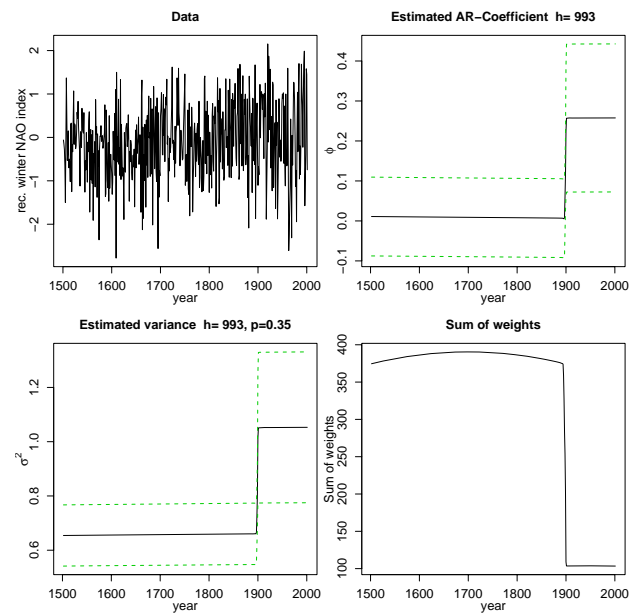 Data
rec. winter NAO index
2
1
0
−1
−2
1500 1600 1700 1800 1900 2000
year
Estimated AR−Coefficient h= 993
φ
0.4
0.3
0.2
0.1
0.0
−0.1
1500 1600 1700 1800 1900 2000
year
Estimated variance h= 993, p=0.35
σ²
1.2
1.0
0.8
0.6
1500 1600 1700 1800 1900 2000
year
Sum of weights
Sum of weights
400
350
300
250
200
150
100
1500 1600 1700 1800 1900 2000
year